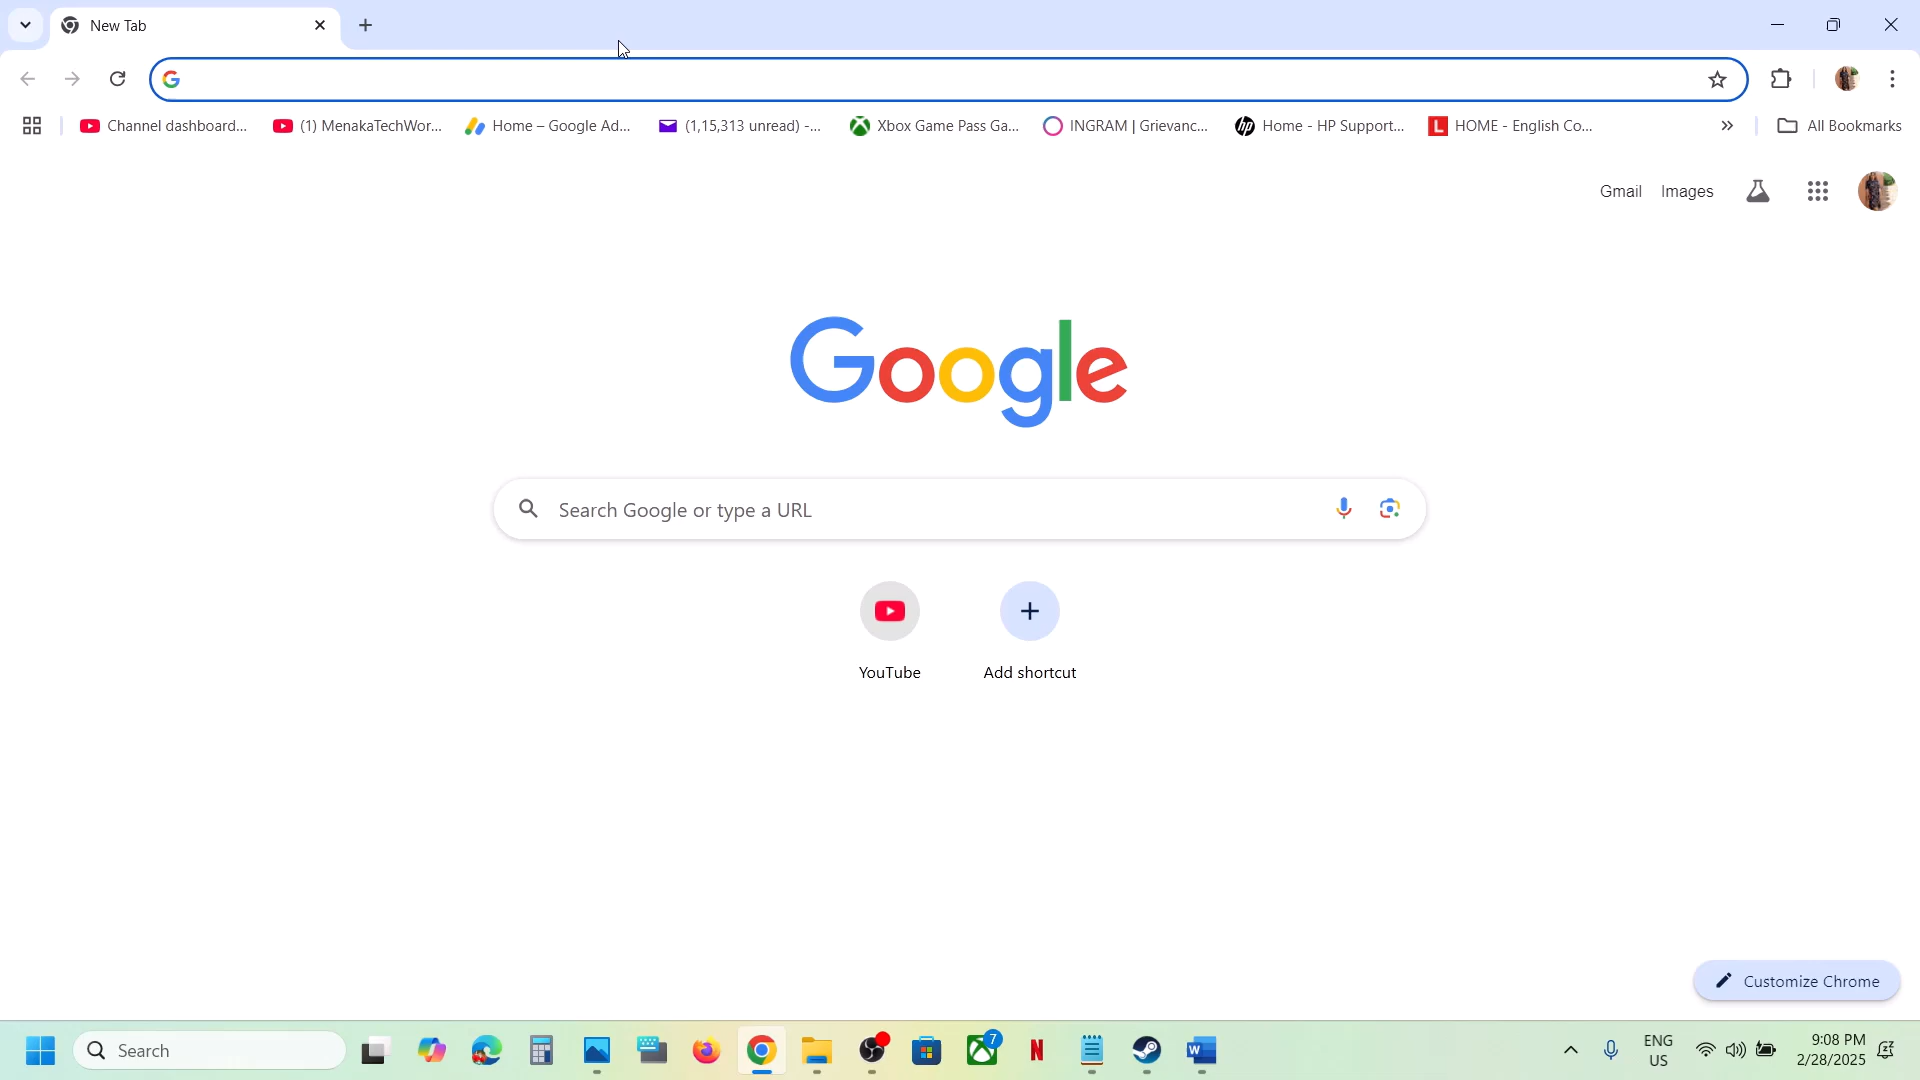 New Tab
Channel dashboard...
(1) MenakaTechWor...
Home – Google Ad...
(1,15,313 unread) -...
Xbox Game Pass Ga...
INGRAM | Grievanc...
Home - HP Support...
HOME - English Co...
All Bookmarks
Gmail
Images
Google
Search Google or type a URL
YouTube
Add shortcut
Customize Chrome
Search
7
ENG
US
9:08 PM
2/28/2025